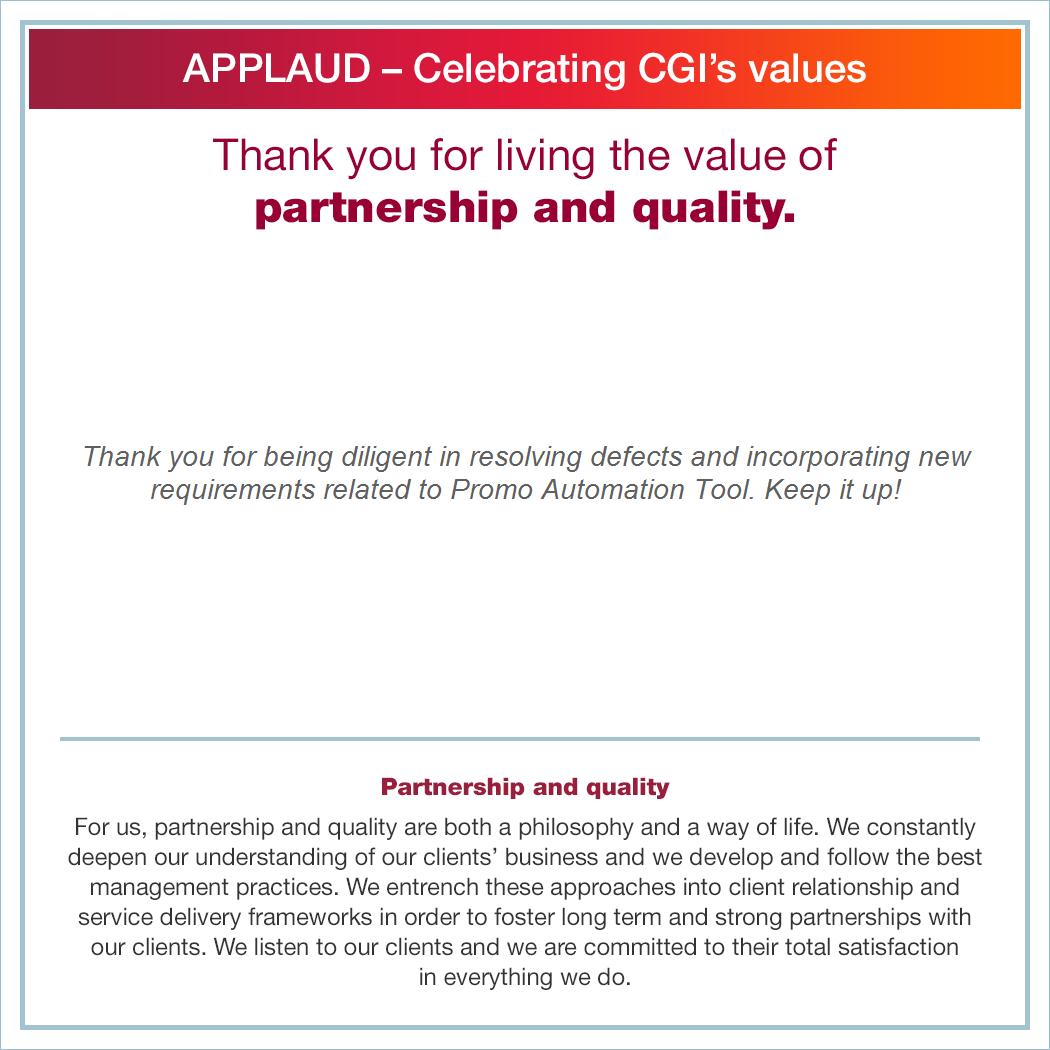 APPLAUD – Celebrating CGI’s values
Thank you for living the value of
partnership and quality.
Thank you for being diligent in resolving defects and incorporating new
requirements related to Promo Automation Tool. Keep it up!
Partnership and quality
For us, partnership and quality are both a philosophy and a way of life. We constantly
deepen our understanding of our clients’ business and we develop and follow the best
management practices. We entrench these approaches into client relationship and
service delivery frameworks in order to foster long term and strong partnerships with
our clients. We listen to our clients and we are committed to their total satisfaction
in everything we do.